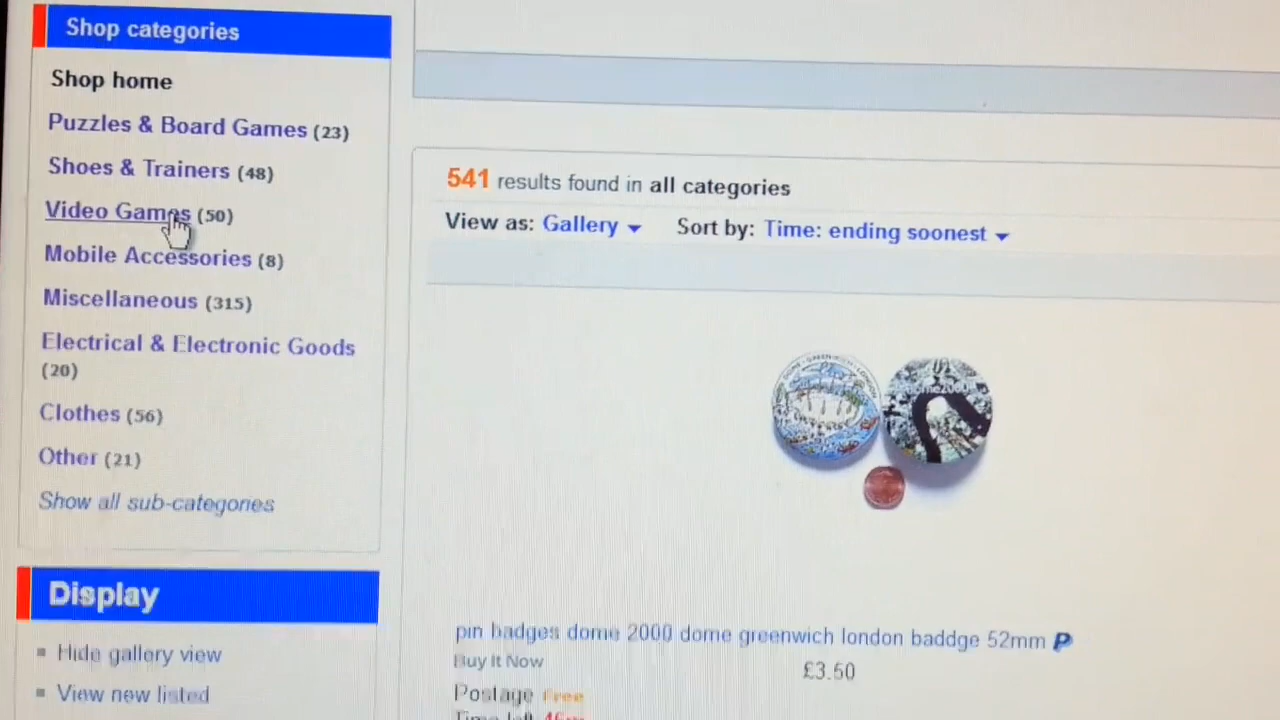 Shop categories
Shop home
Puzzles & Board Games (23)
Shoes & Trainers (48)
Video Games (50)
Mobile Accessories (8)
Miscellaneous (315)
Electrical & Electronic Goods
(20)
Clothes (56)
Other (21)
Show all sub-categories
Display
Hide gallery view
View new listed
541 results found in all categories
View as: Gallery Sort by: Time: ending soonest
pin badges dome 2000 dome greenwich london baddge 52mm P
Buy It Now £3.50
Postage Free
Time left